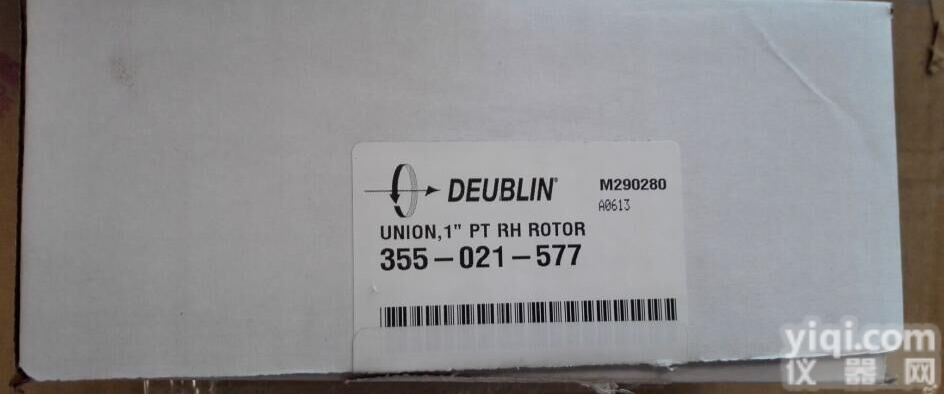 DEUBLIN®
M290280
A0613
UNION,1" PT RH ROTOR
355-021-577
yiqi.com
仪器网